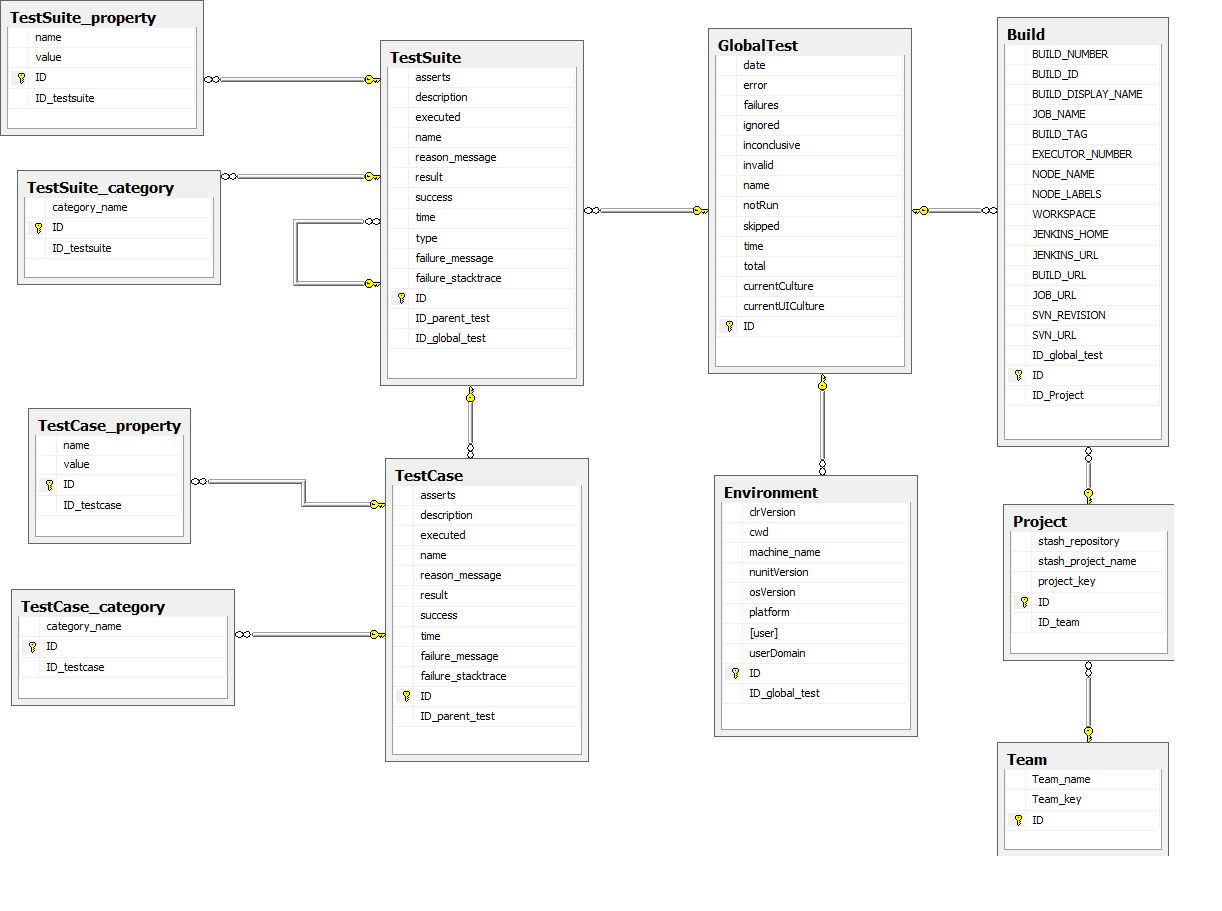 TestSuite_property
name
value
ID
ID_testsuite
TestSuite_category
category_name
ID
ID_testsuite
TestCase_property
name
value
ID
ID_testcase
TestCase_category
category_name
ID
ID_testcase
TestSuite
asserts
description
executed
name
reason_message
result
success
time
type
failure_message
failure_stacktrace
ID
ID_parent_test
ID_global_test
TestCase
asserts
description
executed
name
reason_message
result
success
time
failure_message
failure_stacktrace
ID
ID_parent_test
GlobalTest
date
error
failures
ignored
inconclusive
invalid
name
notRun
skipped
time
total
currentCulture
currentUICulture
ID
Environment
clrVersion
cwd
machine_name
nunitVersion
osVersion
platform
[user]
userDomain
ID
ID_global_test
Build
BUILD_NUMBER
BUILD_ID
BUILD_DISPLAY_NAME
JOB_NAME
BUILD_TAG
EXECUTOR_NUMBER
NODE_NAME
NODE_LABELS
WORKSPACE
JENKINS_HOME
JENKINS_URL
BUILD_URL
JOB_URL
SVN_REVISION
SVN_URL
ID_global_test
ID
ID_Project
Project
stash_repository
stash_project_name
project_key
ID
ID_team
Team
Team_name
Team_key
ID